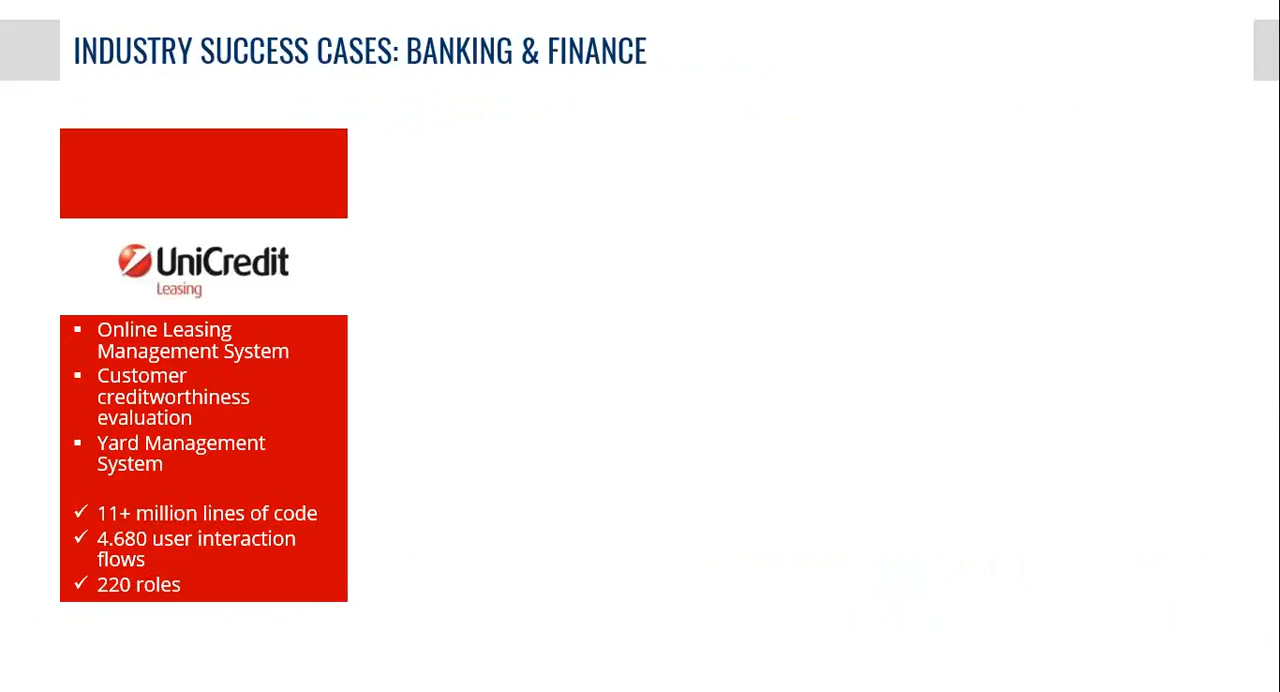 INDUSTRY SUCCESS CASES: BANKING & FINANCE
UniCredit
Leasing
▪ Online Leasing
Management System
▪ Customer
creditworthiness
evaluation
▪ Yard Management
System
✓ 11+ million lines of code
✓ 4.680 user interaction
flows
✓ 220 roles